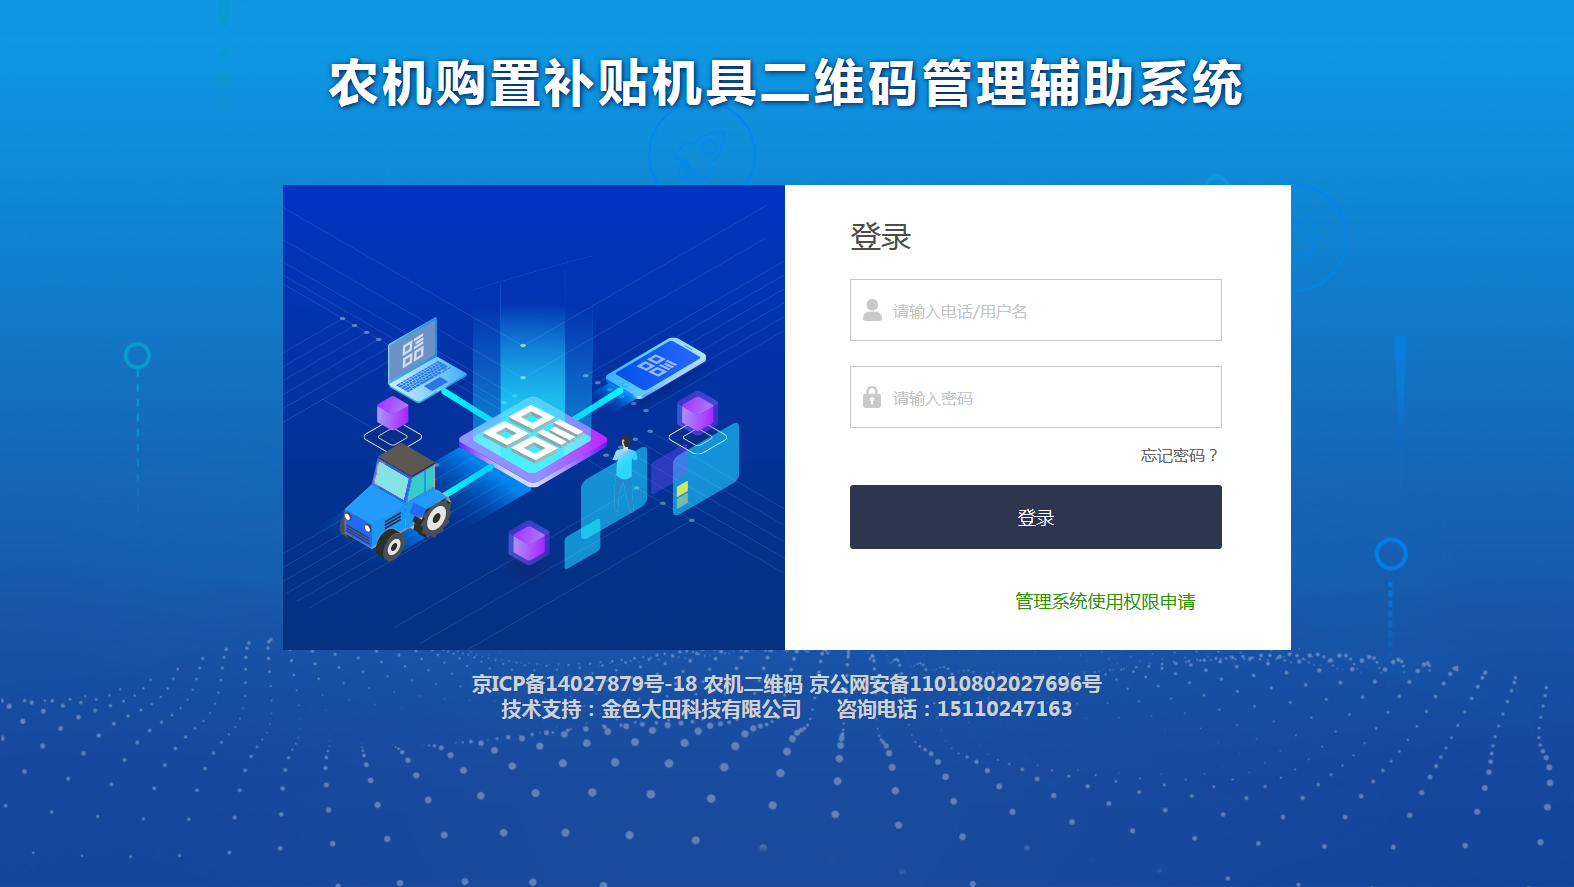 农机购置补贴机具二维码管理辅助系统
登录
请输入电话/用户名
请输入密码
忘记密码？
登录
管理系统使用权限申请
京ICP备14027879号-18 农机二维码 京公网安备11010802027696号
技术支持：金色大田科技有限公司 咨询电话：15110247163